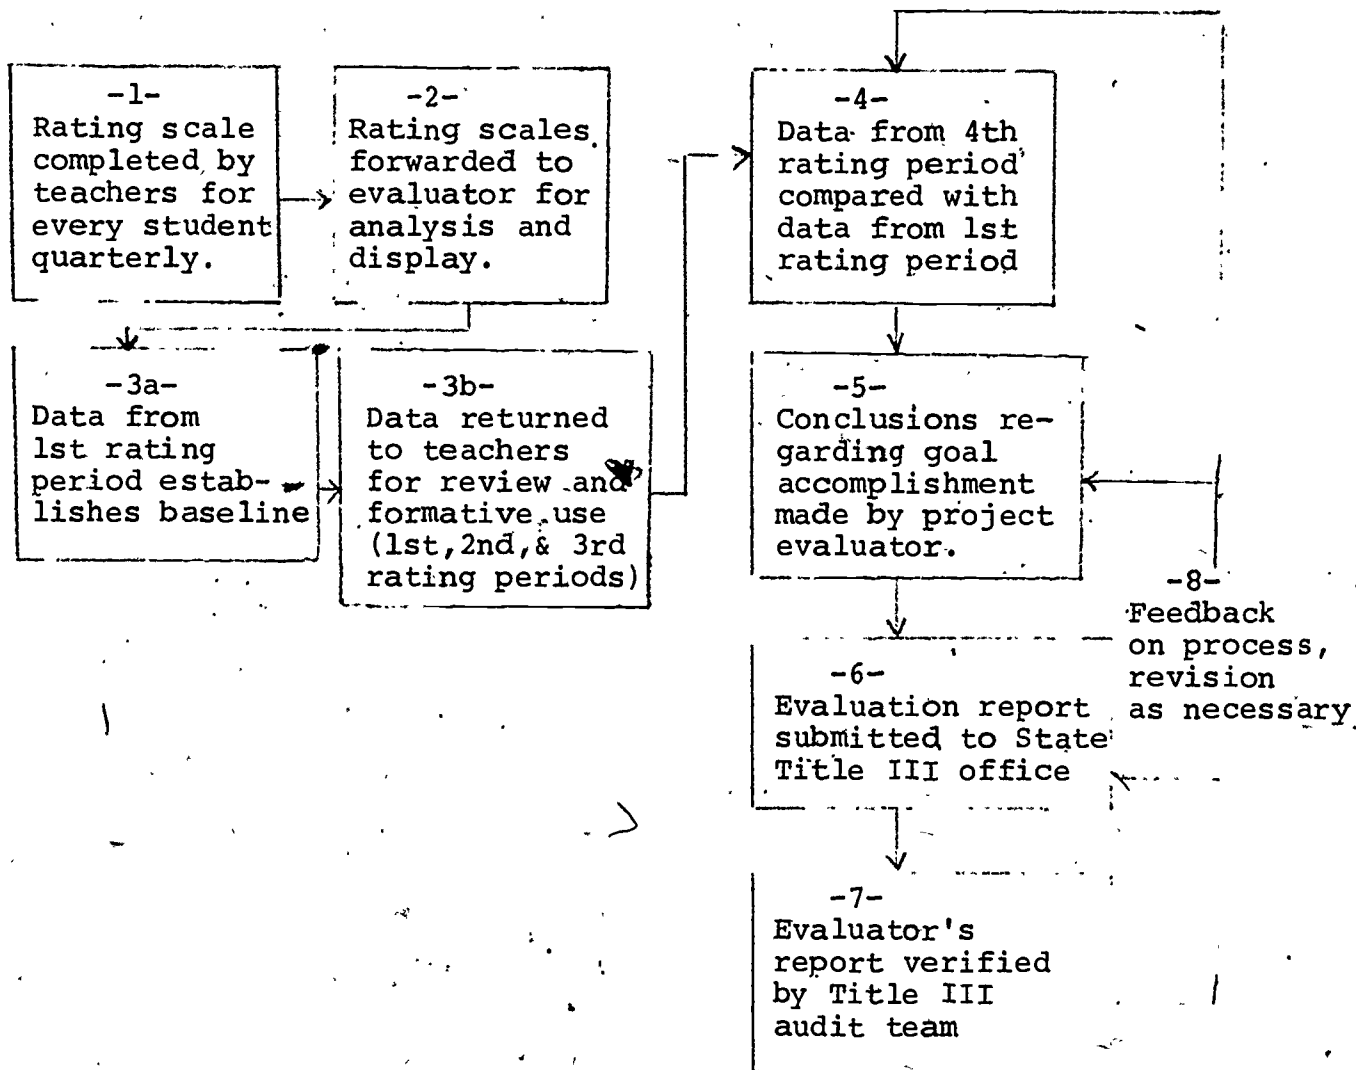 -1-
Rating scale
completed by
teachers for
every student
quarterly.
-2-
Rating scales
forwarded to
evaluator for
analysis and
display.
-3a-
Data from
1st rating
period estab-
lishes baseline
-3b-
Data returned
to teachers
for review and
formative use
(1st,2nd,& 3rd
rating periods)
-4-
Data from 4th
rating period
compared with
data from 1st
rating period
-5-
Conclusions re-
garding goal
accomplishment
made by project
evaluator.
-6-
Evaluation report
submitted to State
Title III office
-7-
Evaluator's
report verified
by Title III
audit team
-8-
Feedback
on process,
revision
as necessary